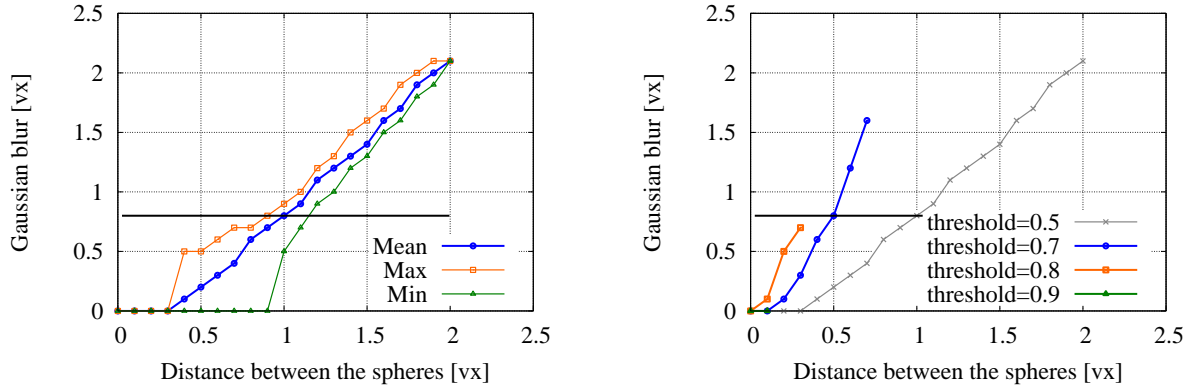 2.5
2
1.5
1
0.5
0
Gaussian blur [vx]
Mean
Max
Min
0 0.5 1 1.5 2 2.5
Distance between the spheres [vx]
2.5
2
1.5
1
0.5
0
Gaussian blur [vx]
threshold=0.5
threshold=0.7
threshold=0.8
threshold=0.9
0 0.5 1 1.5 2 2.5
Distance between the spheres [vx]